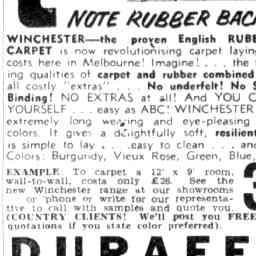 NOTE RUBBER BAC
WINCHESTER—the proven English RUBB
CARPET is now revolutionising carpet laying
costs here in Melbourne! Imagine! . . . the f
ing qualities of carpet and rubber combined
all costly "extras" . . . No underfelt! No S
Binding! NO EXTRAS at all! And YOU C
YOURSELF . . . easy as ABC! WINCHESTER
extremely long wearing and eye-pleasing
colors. It gives a delightfully soft, resilient
is simple to lay . . . easy to clean . . . and
Colors: Burgundy, Vieux Rose, Green, Blue,
EXAMPLE. To carpet a 12' x 9' room,
wall-to-wall, costs only £26. See the
new Winchester range at our showrooms
or 'phone or write for our representa-
tive to call with samples and quote you.
(COUNTRY CLIENTS! We'll post you FREE
quotations if you state color preferred).
DURAFE